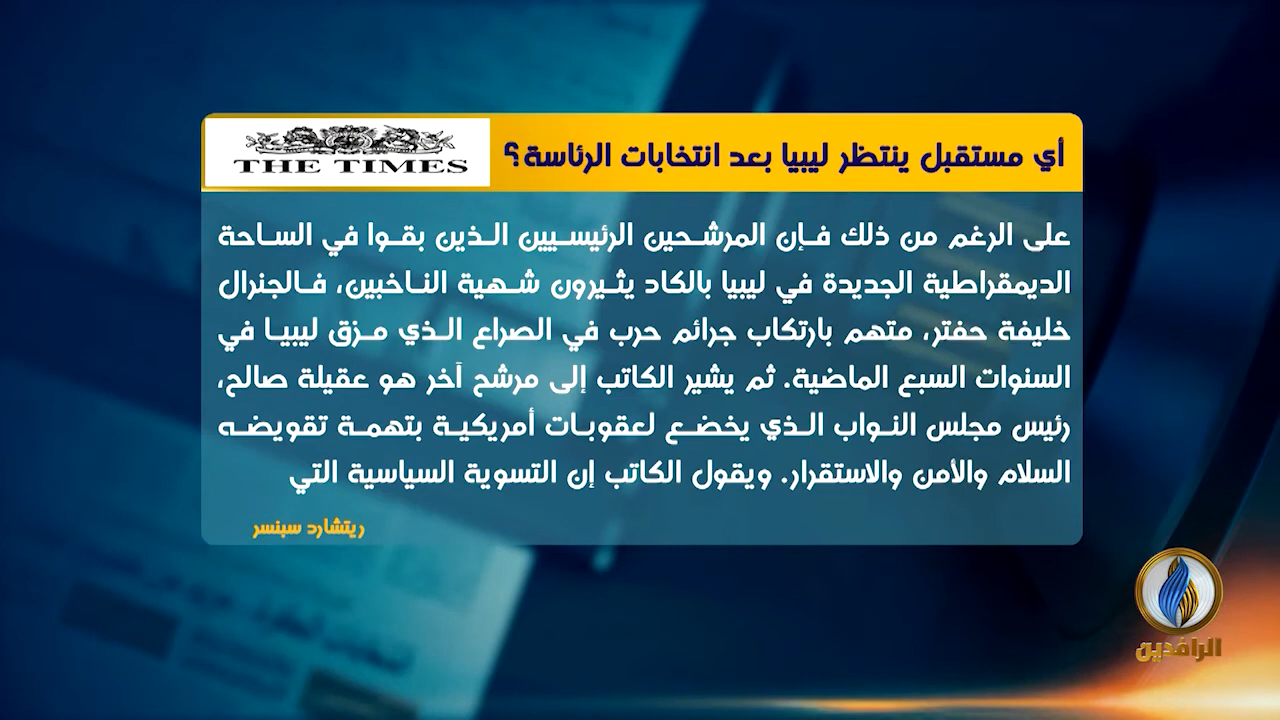 أي مستقبل ينتظر ليبيا بعد انتخابات الرئاسة؟
THE TIMES
على الرغم من ذلك فإن المرشحين الرئيسيين الذين بقوا في الساحة
الديمقراطية الجديدة في ليبيا بالكاد يثيرون شهية الناخبين، فالجنرال
خليفة حفتر، متهم بارتكاب جرائم حرب في الصراع الذي مزق ليبيا في
السنوات السبع الماضية. ثم يشير الكاتب إلى مرشح آخر هو عقيلة صالح،
رئيس مجلس النواب الذي يخضع لعقوبات أمريكية بتهمة تقويضه
السلام والأمن والاستقرار. ويقول الكاتب إن التسوية السياسية التي
ريتشارد سبنسر
الرافدين